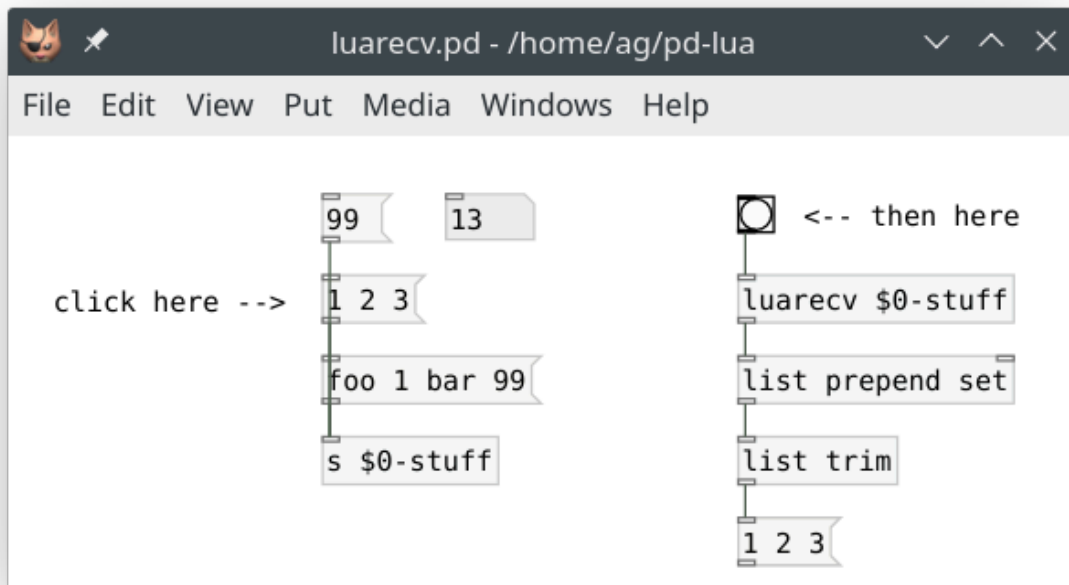 luarecv.pd - /home/ag/pd-lua
File Edit View Put Media Windows Help
99
13
<-- then here
click here -->
1 2 3
luarecv $0-stuff
foo 1 bar 99
list prepend set
s $0-stuff
list trim
1 2 3